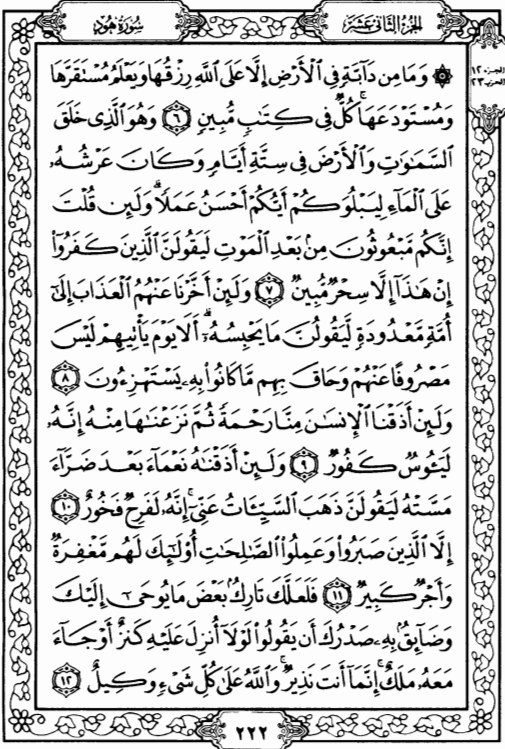 سورة هود
الجزء الثاني عشر
الجزء ١٢
الحزب ٢٣
۞ وَمَا مِن دَآبَّةٍ فِي ٱلْأَرْضِ إِلَّا عَلَى ٱللَّهِ رِزْقُهَا وَيَعْلَمُ مُسْتَقَرَّهَا
وَمُسْتَوْدَعَهَا ۚ كُلٌّ فِي كِتَٰبٍ مُّبِينٍ ٦ وَهُوَ ٱلَّذِي خَلَقَ
ٱلسَّمَٰوَٰتِ وَٱلْأَرْضَ فِي سِتَّةِ أَيَّامٍ وَكَانَ عَرْشُهُۥ
عَلَى ٱلْمَآءِ لِيَبْلُوَكُمْ أَيُّكُمْ أَحْسَنُ عَمَلًا ۗ وَلَئِن قُلْتَ
إِنَّكُم مَّبْعُوثُونَ مِنۢ بَعْدِ ٱلْمَوْتِ لَيَقُولَنَّ ٱلَّذِينَ كَفَرُوٓا۟
إِنْ هَٰذَآ إِلَّا سِحْرٌ مُّبِينٌ ٧ وَلَئِنْ أَخَّرْنَا عَنْهُمُ ٱلْعَذَابَ إِلَىٰٓ
أُمَّةٍ مَّعْدُودَةٍ لَّيَقُولُنَّ مَا يَحْبِسُهُۥٓ ۗ أَلَا يَوْمَ يَأْتِيهِمْ لَيْسَ
مَصْرُوفًا عَنْهُمْ وَحَاقَ بِهِم مَّا كَانُوا۟ بِهِۦ يَسْتَهْزِءُونَ ٨
وَلَئِنْ أَذَقْنَا ٱلْإِنسَٰنَ مِنَّا رَحْمَةً ثُمَّ نَزَعْنَٰهَا مِنْهُ إِنَّهُۥ
لَيَـُٔوسٌ كَفُورٌ ٩ وَلَئِنْ أَذَقْنَٰهُ نَعْمَآءَ بَعْدَ ضَرَّآءَ
مَسَّتْهُ لَيَقُولَنَّ ذَهَبَ ٱلسَّيِّـَٔاتُ عَنِّيٓ ۚ إِنَّهُۥ لَفَرِحٌ فَخُورٌ ١٠
إِلَّا ٱلَّذِينَ صَبَرُوا۟ وَعَمِلُوا۟ ٱلصَّٰلِحَٰتِ أُو۟لَٰٓئِكَ لَهُم مَّغْفِرَةٌ
وَأَجْرٌ كَبِيرٌ ١١ فَلَعَلَّكَ تَارِكٌۢ بَعْضَ مَا يُوحَىٰٓ إِلَيْكَ
وَضَآئِقٌۢ بِهِۦ صَدْرُكَ أَن يَقُولُوا۟ لَوْلَآ أُنزِلَ عَلَيْهِ كَنزٌ أَوْ جَآءَ
مَعَهُۥ مَلَكٌ ۚ إِنَّمَآ أَنتَ نَذِيرٌ ۚ وَٱللَّهُ عَلَىٰ كُلِّ شَيْءٍ وَكِيلٌ ١٢
٢٢٢